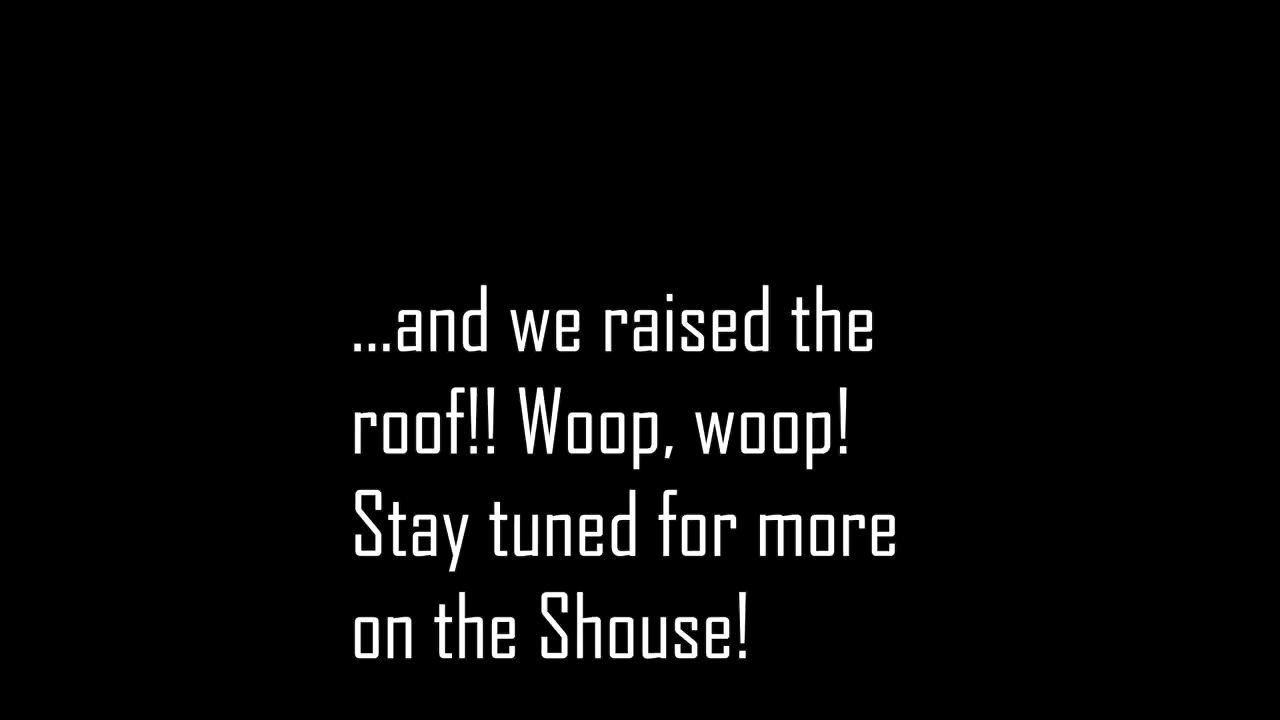 ...and we raised the
roof!! Woop, woop!
Stay tuned for more
on the Shouse!